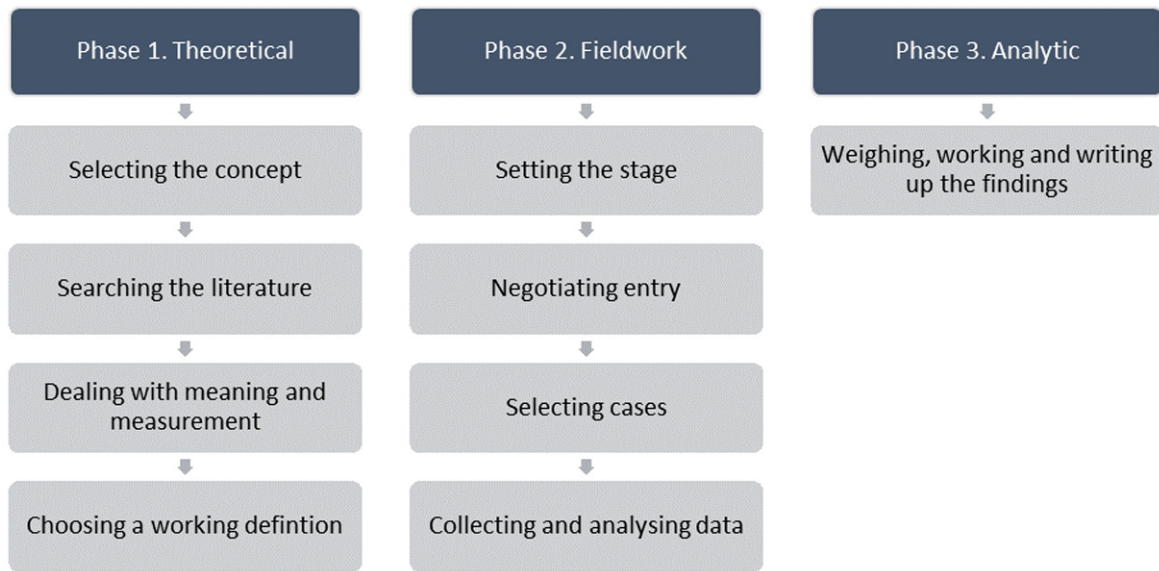 Phase 1. Theoretical
Selecting the concept
Searching the literature
Dealing with meaning and
measurement
Choosing a working defintion
Phase 2. Fieldwork
Setting the stage
Negotiating entry
Selecting cases
Collecting and analysing data
Phase 3. Analytic
Weighing, working and writing
up the findings